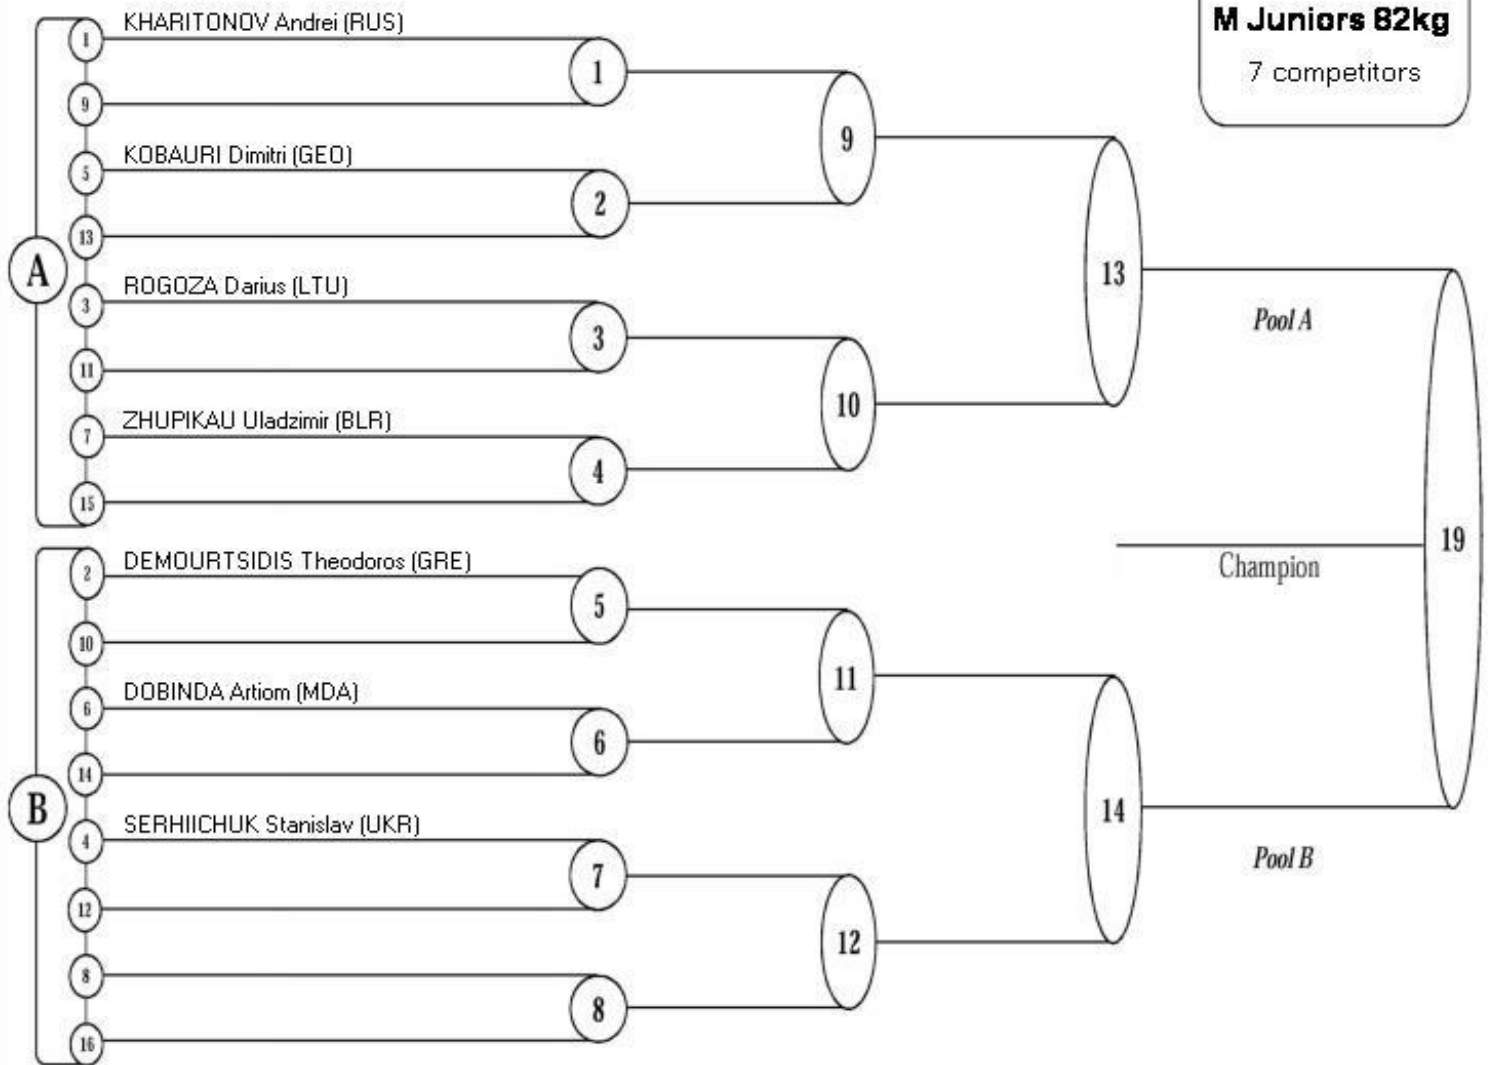 M Juniors 82kg
7 competitors
A
1 KHARITONOV Andrei (RUS)
9
5 KOBAURI Dimitri (GEO)
13
3 ROGOZA Darius (LTU)
11
7 ZHUPIKAU Uladzimir (BLR)
15
1
2
3
4
9
10
13
Pool A
B
2 DEMOURTSIDIS Theodoros (GRE)
10
6 DOBINDA Artiom (MDA)
14
4 SERHIICHUK Stanislav (UKR)
12
8
16
5
6
7
8
11
12
14
Pool B
Champion
19